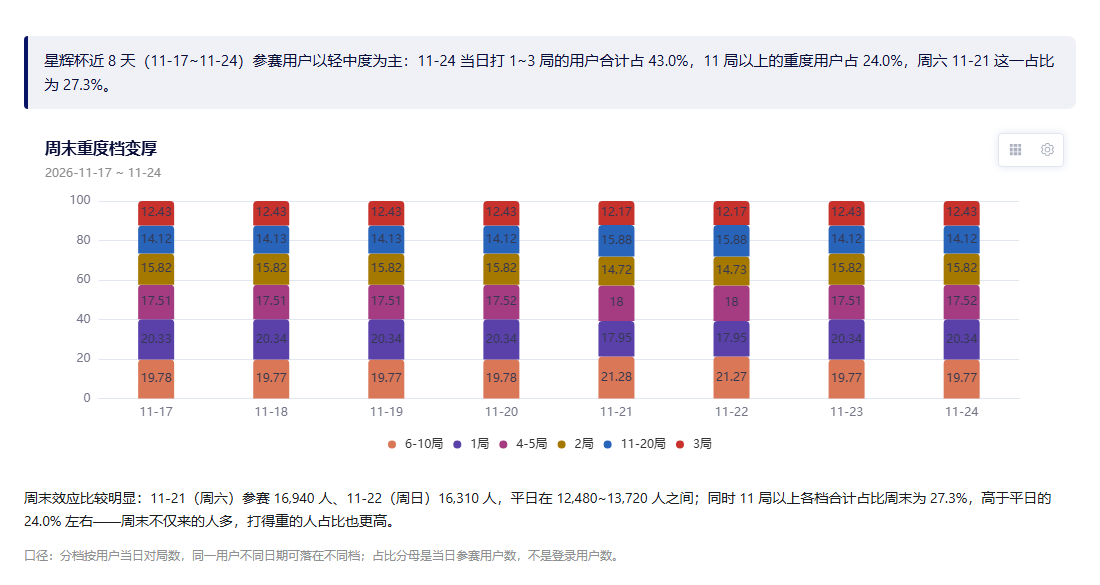 星辉杯近 8 天（11-17~11-24）参赛用户以轻中度为主：11-24 当日打 1~3 局的用户合计占 43.0%，11 局以上的重度用户占 24.0%，周六 11-21 这一占比
为 27.3%。
周末重度档变厚
2026-11-17 ~ 11-24
100
12.43 12.43 12.43 12.43 12.17 12.17 12.43 12.43
80
14.12 14.13 14.13 14.12 15.88 15.88 14.12 14.12
15.82 15.82 15.82 15.82 14.72 14.73 15.82 15.82
60
17.51 17.51 17.51 17.52 18 18 17.51 17.52
40
20.33 20.34 20.34 20.34 17.95 17.95 20.34 20.34
20
19.78 19.77 19.77 19.78 21.28 21.27 19.77 19.77
0
11-17 11-18 11-19 11-20 11-21 11-22 11-23 11-24
6-10局 1局 4-5局 2局 11-20局 3局
周末效应比较明显：11-21（周六）参赛 16,940 人、11-22（周日）16,310 人，平日在 12,480~13,720 人之间；同时 11 局以上各档合计占比周末为 27.3%，高于平日的
24.0% 左右——周末不仅来的人多，打得重的人占比也更高。
口径：分档按用户当日对局数，同一用户不同日期可落在不同档；占比分母是当日参赛用户数，不是登录用户数。